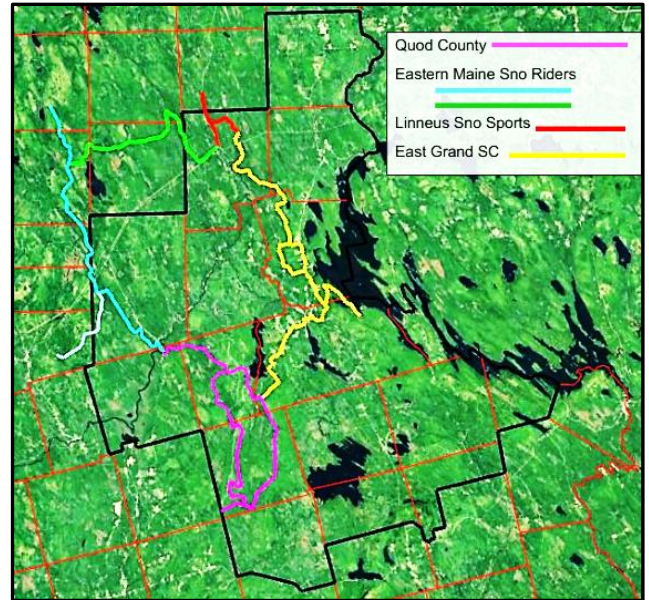 Quod County
Eastern Maine Sno Riders
Linneus Sno Sports
East Grand SC